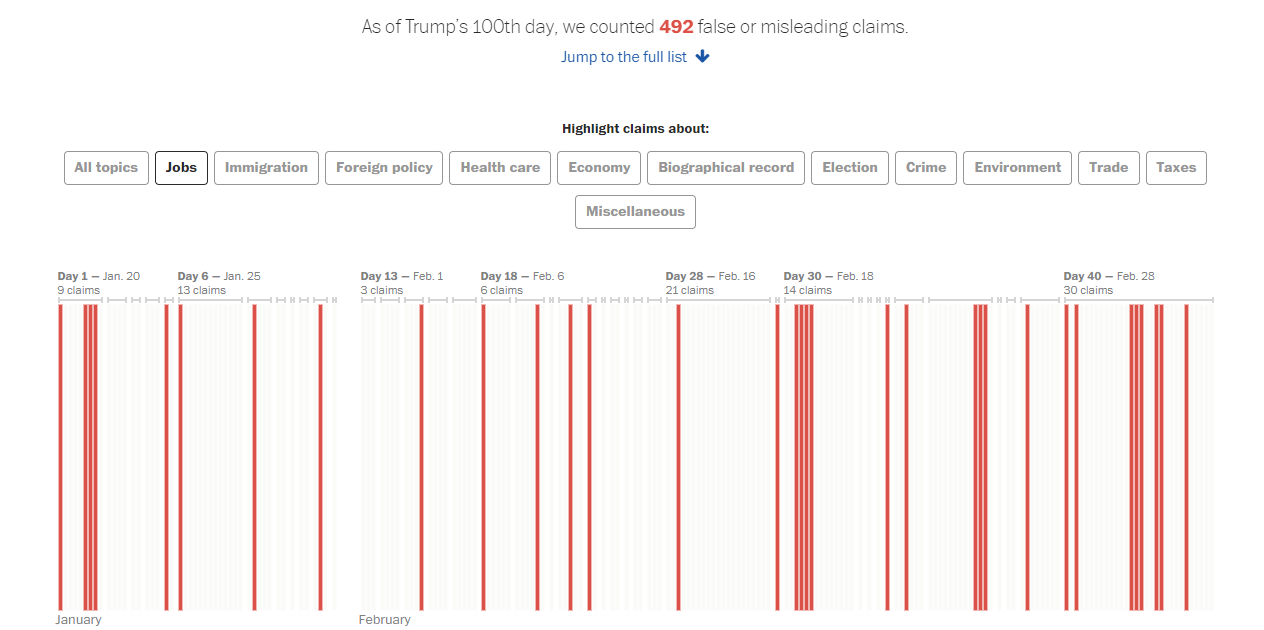 As of Trump’s 100th day, we counted 492 false or misleading claims.
Jump to the full list
Highlight claims about:
All topics Jobs Immigration Foreign policy Health care Economy Biographical record Election Crime Environment Trade Taxes
Miscellaneous
Day 1 — Jan. 20 Day 6 — Jan. 25 Day 13 — Feb. 1 Day 18 — Feb. 6 Day 28 — Feb. 16 Day 30 — Feb. 18 Day 40 — Feb. 28
9 claims 13 claims 3 claims 6 claims 21 claims 14 claims 30 claims
January February